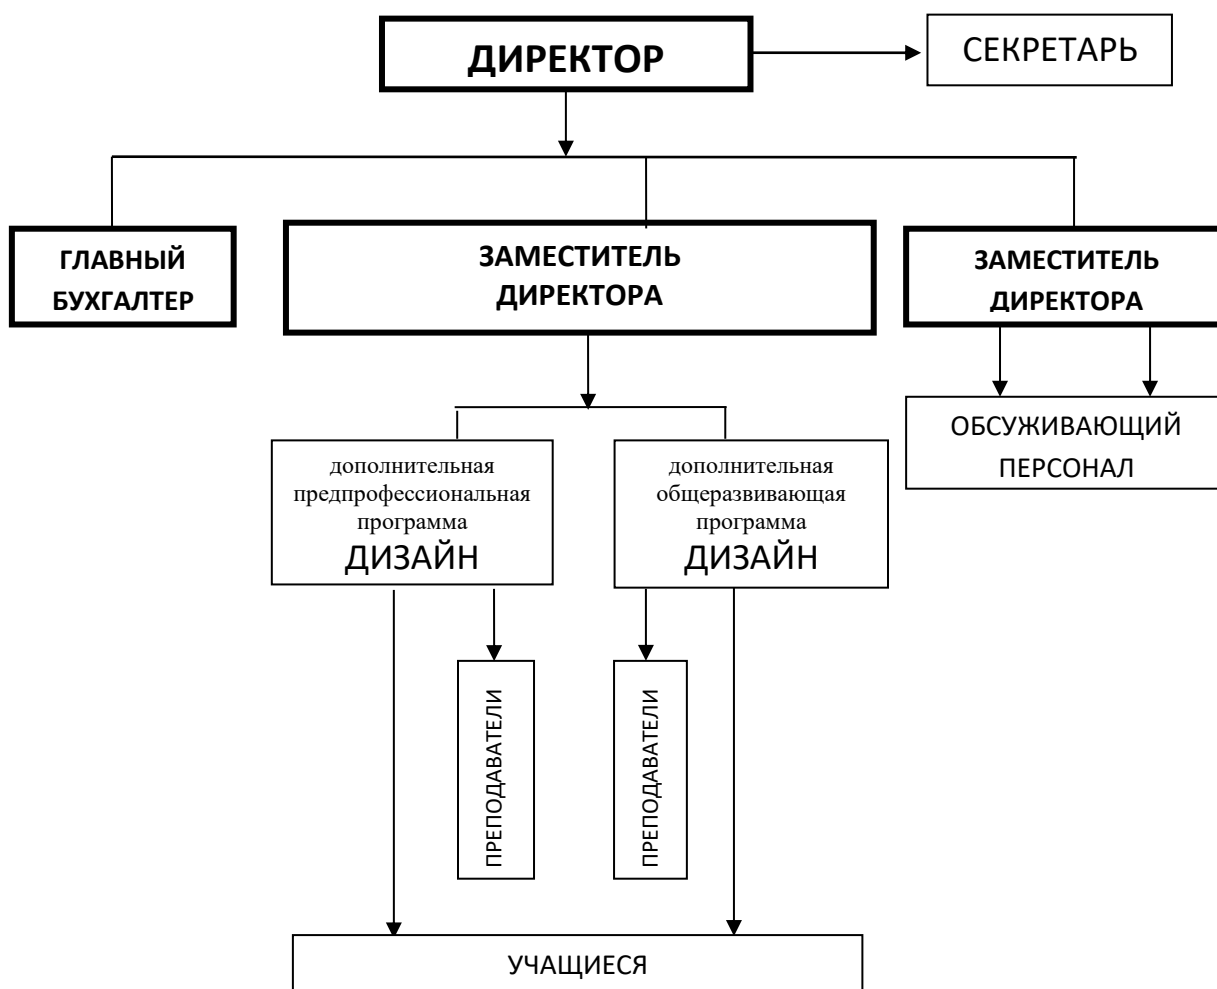 ДИРЕКТОР
СЕКРЕТАРЬ
ГЛАВНЫЙ
БУХГАЛТЕР
ЗАМЕСТИТЕЛЬ
ДИРЕКТОРА
ЗАМЕСТИТЕЛЬ
ДИРЕКТОРА
ОБСУЖИВАЮЩИЙ
ПЕРСОНАЛ
дополнительная
предпрофессиональная
программа
ДИЗАЙН
дополнительная
общеразвивающая
программа
ДИЗАЙН
ПРЕПОДАВАТЕЛИ
ПРЕПОДАВАТЕЛИ
УЧАЩИЕСЯ